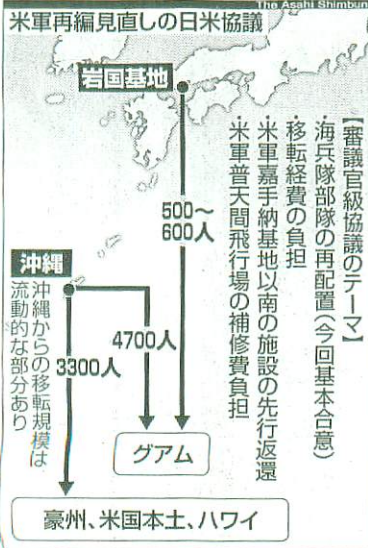 The Asahi Shimbun
米軍再編見直しの日米協議
岩国基地
【審議官級協議のテーマ】
・海兵隊部隊の再配置(今回基本合意)
・移転経費の負担
・米軍嘉手納基地以南の施設の先行返還
・米軍普天間飛行場の補修費負担
500〜
600人
沖縄
沖縄からの移転規模は
流動的な部分あり
4700人
3300人
グアム
豪州、米国本土、ハワイ